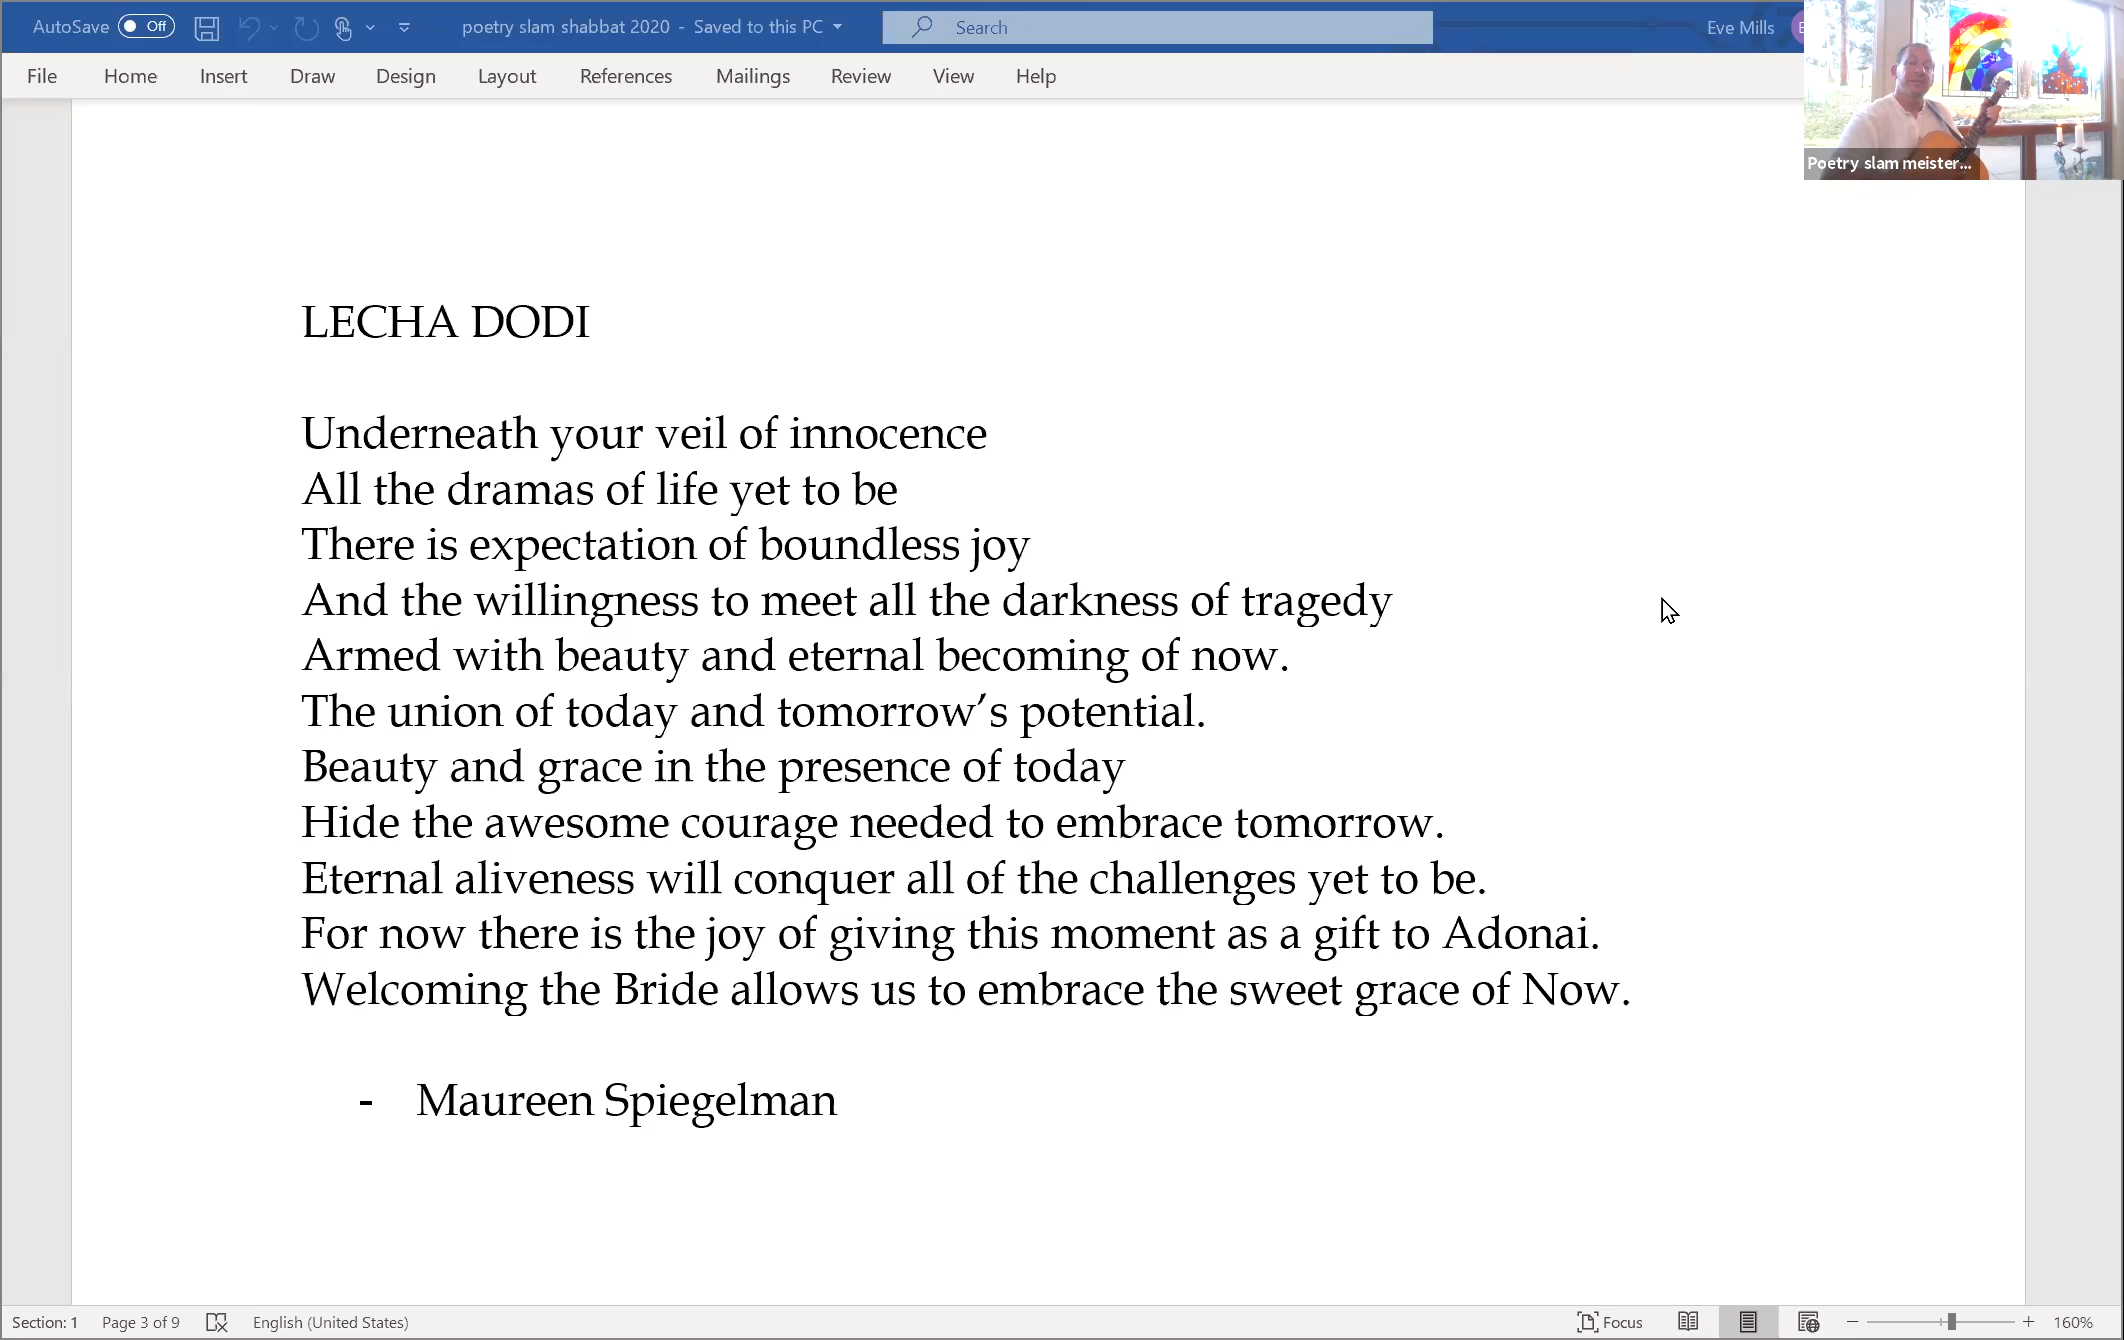 AutoSave Off poetry slam shabbat 2020 - Saved to this PC Search Eve Mills
File Home Insert Draw Design Layout References Mailings Review View Help
Poetry slam meister...
LECHA DODI
Underneath your veil of innocence
All the dramas of life yet to be
There is expectation of boundless joy
And the willingness to meet all the darkness of tragedy
Armed with beauty and eternal becoming of now.
The union of today and tomorrow’s potential.
Beauty and grace in the presence of today
Hide the awesome courage needed to embrace tomorrow.
Eternal aliveness will conquer all of the challenges yet to be.
For now there is the joy of giving this moment as a gift to Adonai.
Welcoming the Bride allows us to embrace the sweet grace of Now.
- Maureen Spiegelman
Section: 1 Page 3 of 9 English (United States) Focus 160%